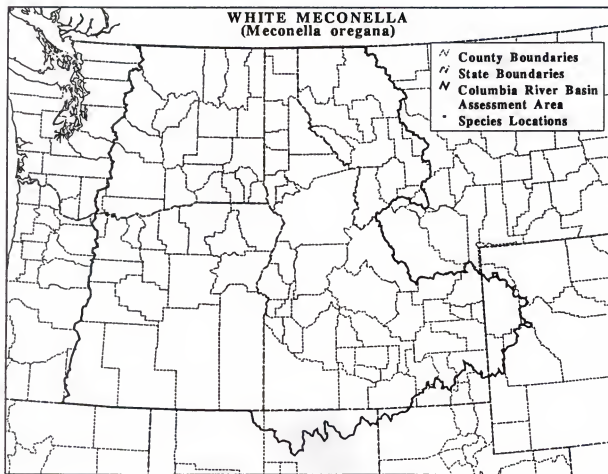 WHITE MECONELLA
(Meconella oregana)
County Boundaries
State Boundaries
Columbia River Basin
Assessment Area
Species Locations